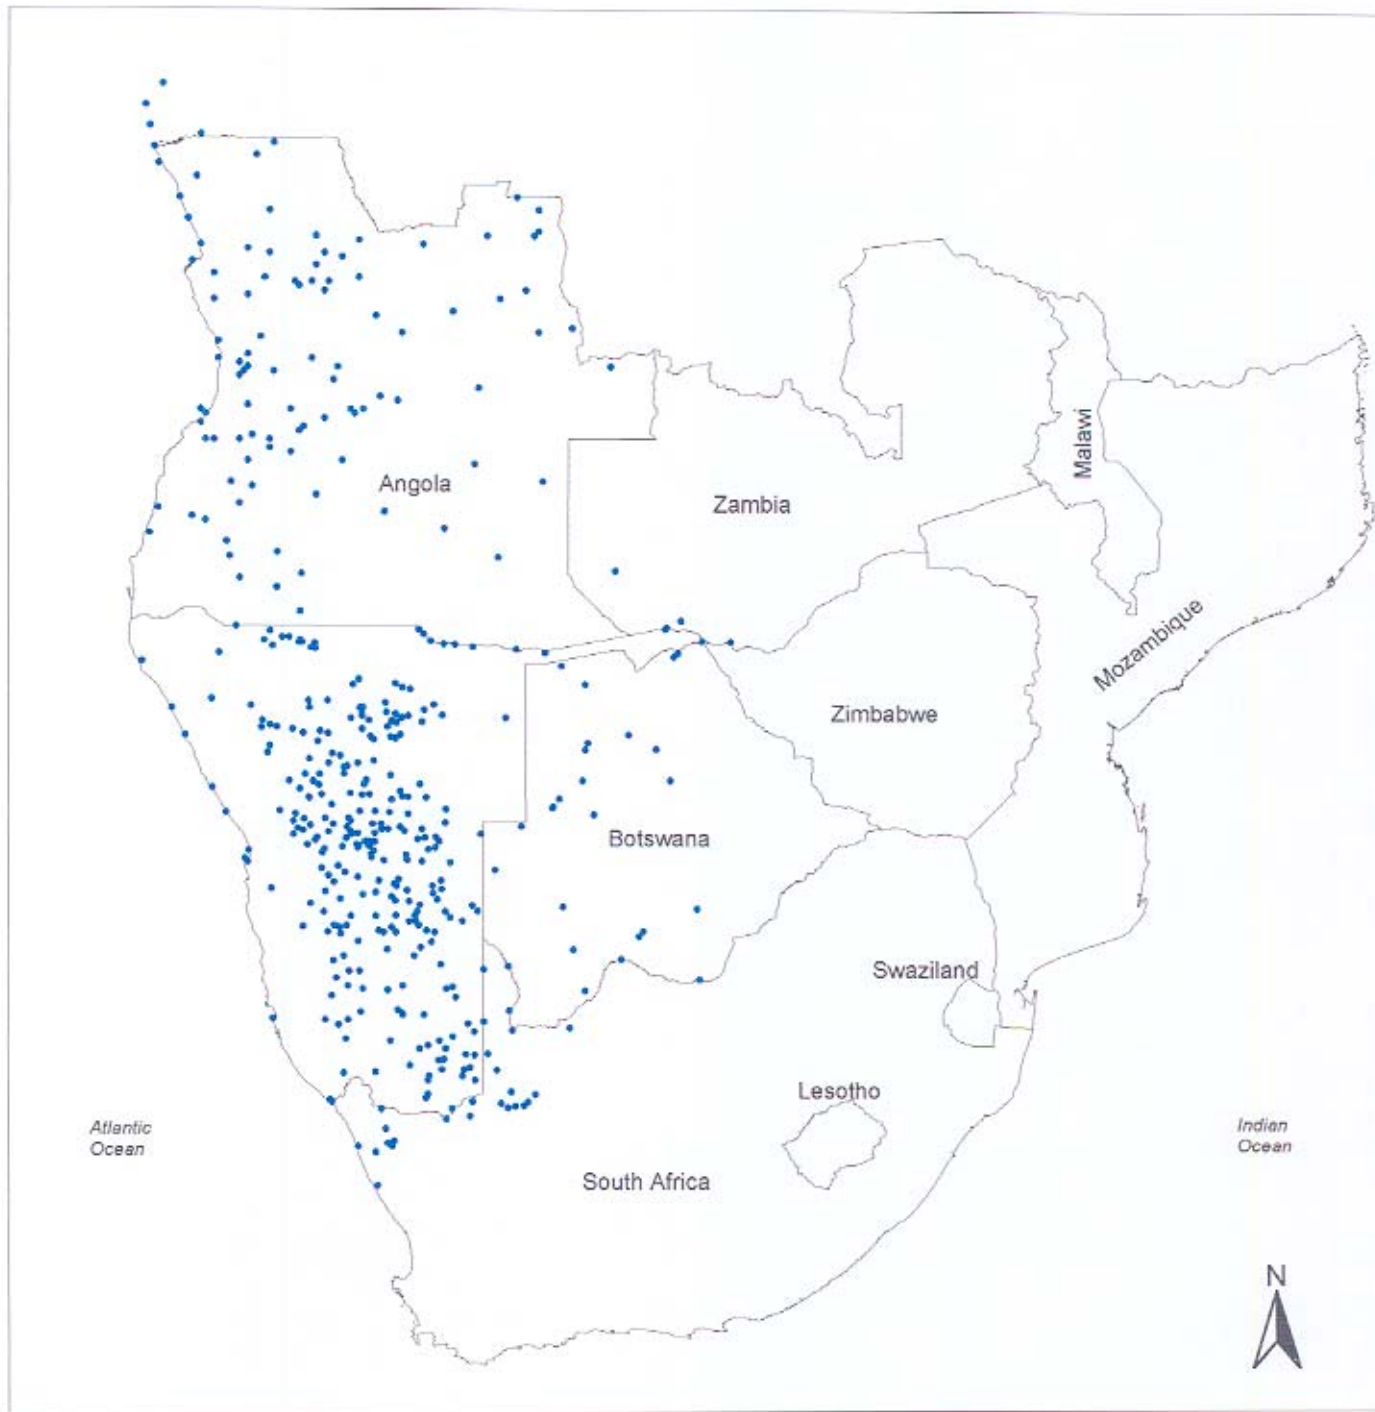 Angola
Zambia
Malawi
Mozambique
Zimbabwe
Botswana
Swaziland
Lesotho
Atlantic
Ocean
Indian
Ocean
South Africa
N